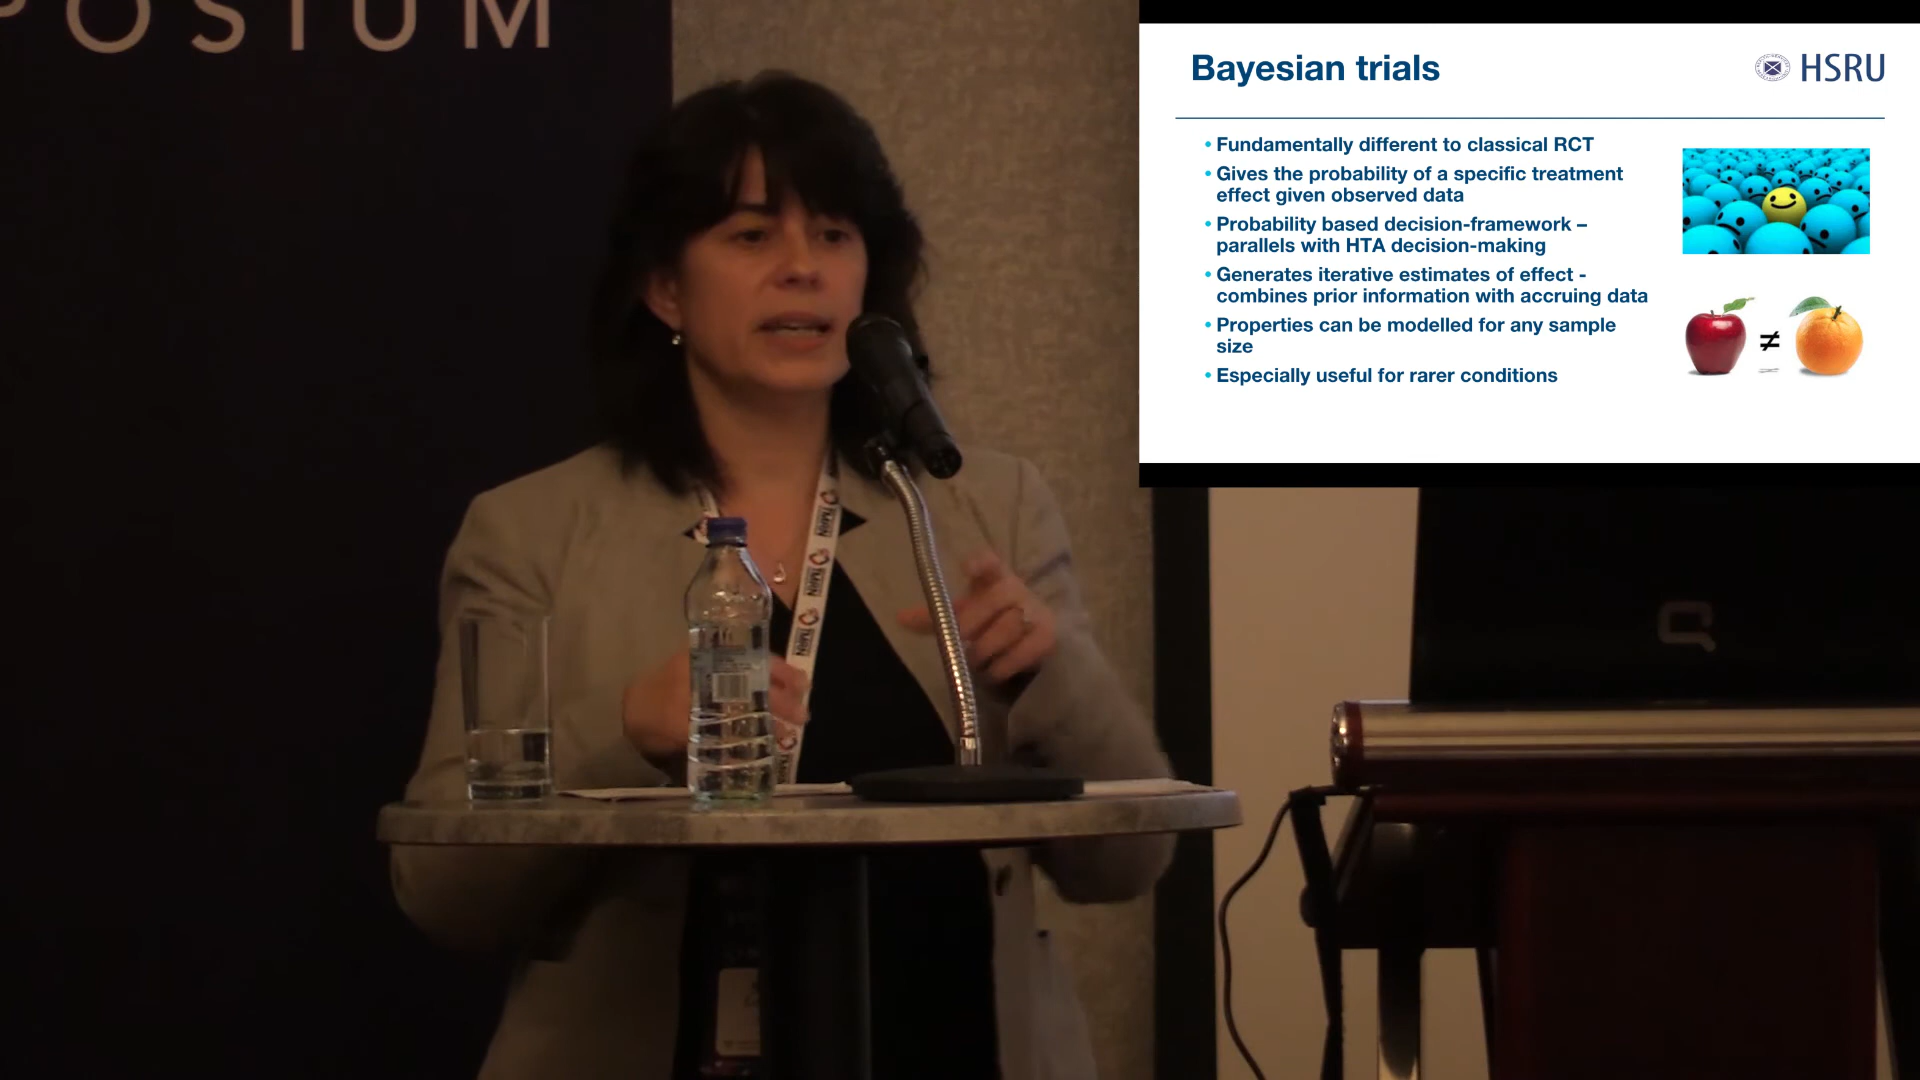 POSIUM
Bayesian trials
HSRU
• Fundamentally different to classical RCT
• Gives the probability of a specific treatment
effect given observed data
• Probability based decision-framework –
parallels with HTA decision-making
• Generates iterative estimates of effect -
combines prior information with accruing data
• Properties can be modelled for any sample
size
• Especially useful for rarer conditions
≠